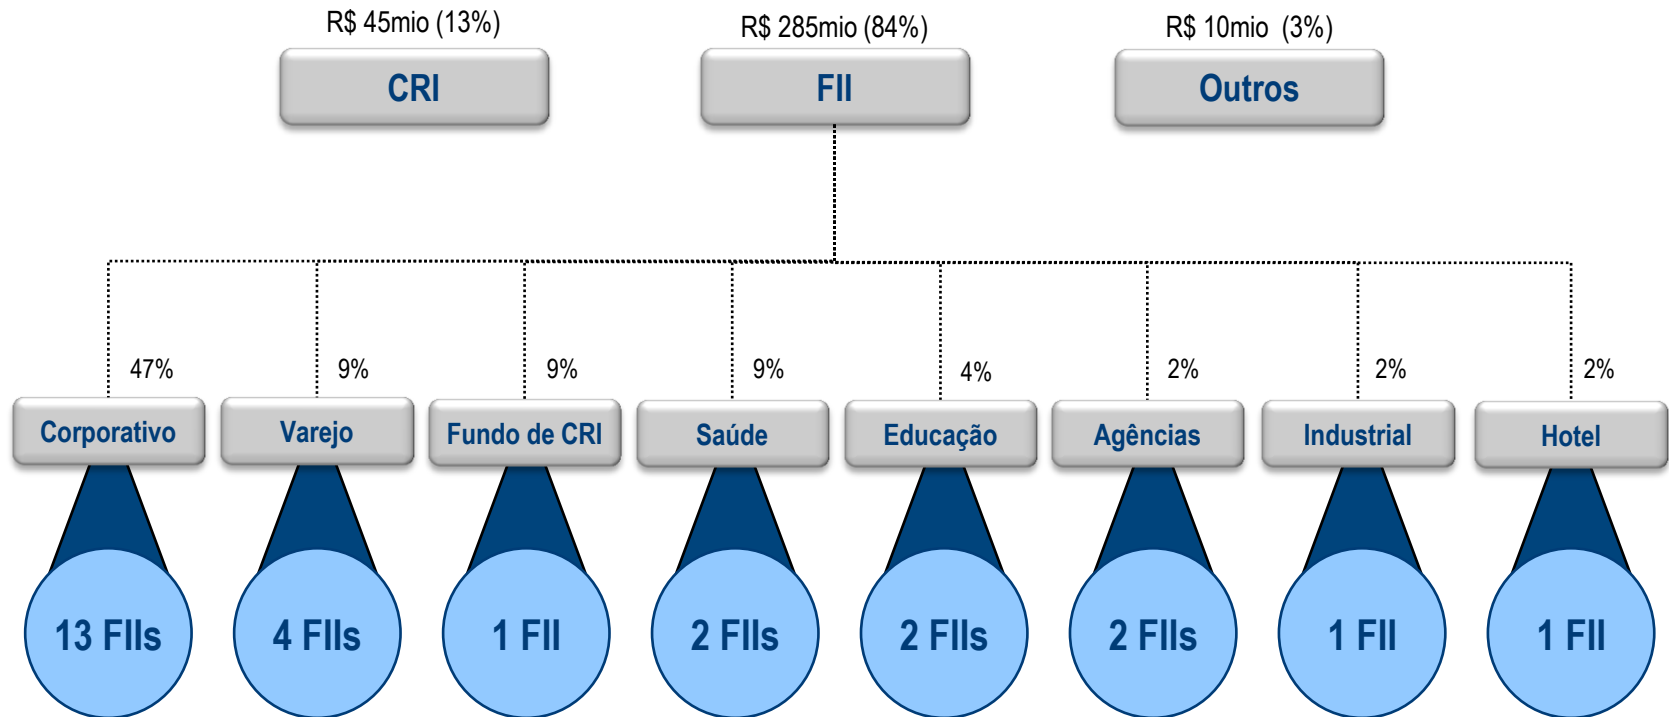 R$ 45mio (13%)
R$ 285mio (84%)
R$ 10mio (3%)
CRI
FII
Outros
47%
9%
9%
9%
4%
2%
2%
2%
Corporativo
Varejo
Fundo de CRI
Saúde
Educação
Agências
Industrial
Hotel
13 FIIs
4 FIIs
1 FII
2 FIIs
2 FIIs
2 FIIs
1 FII
1 FII